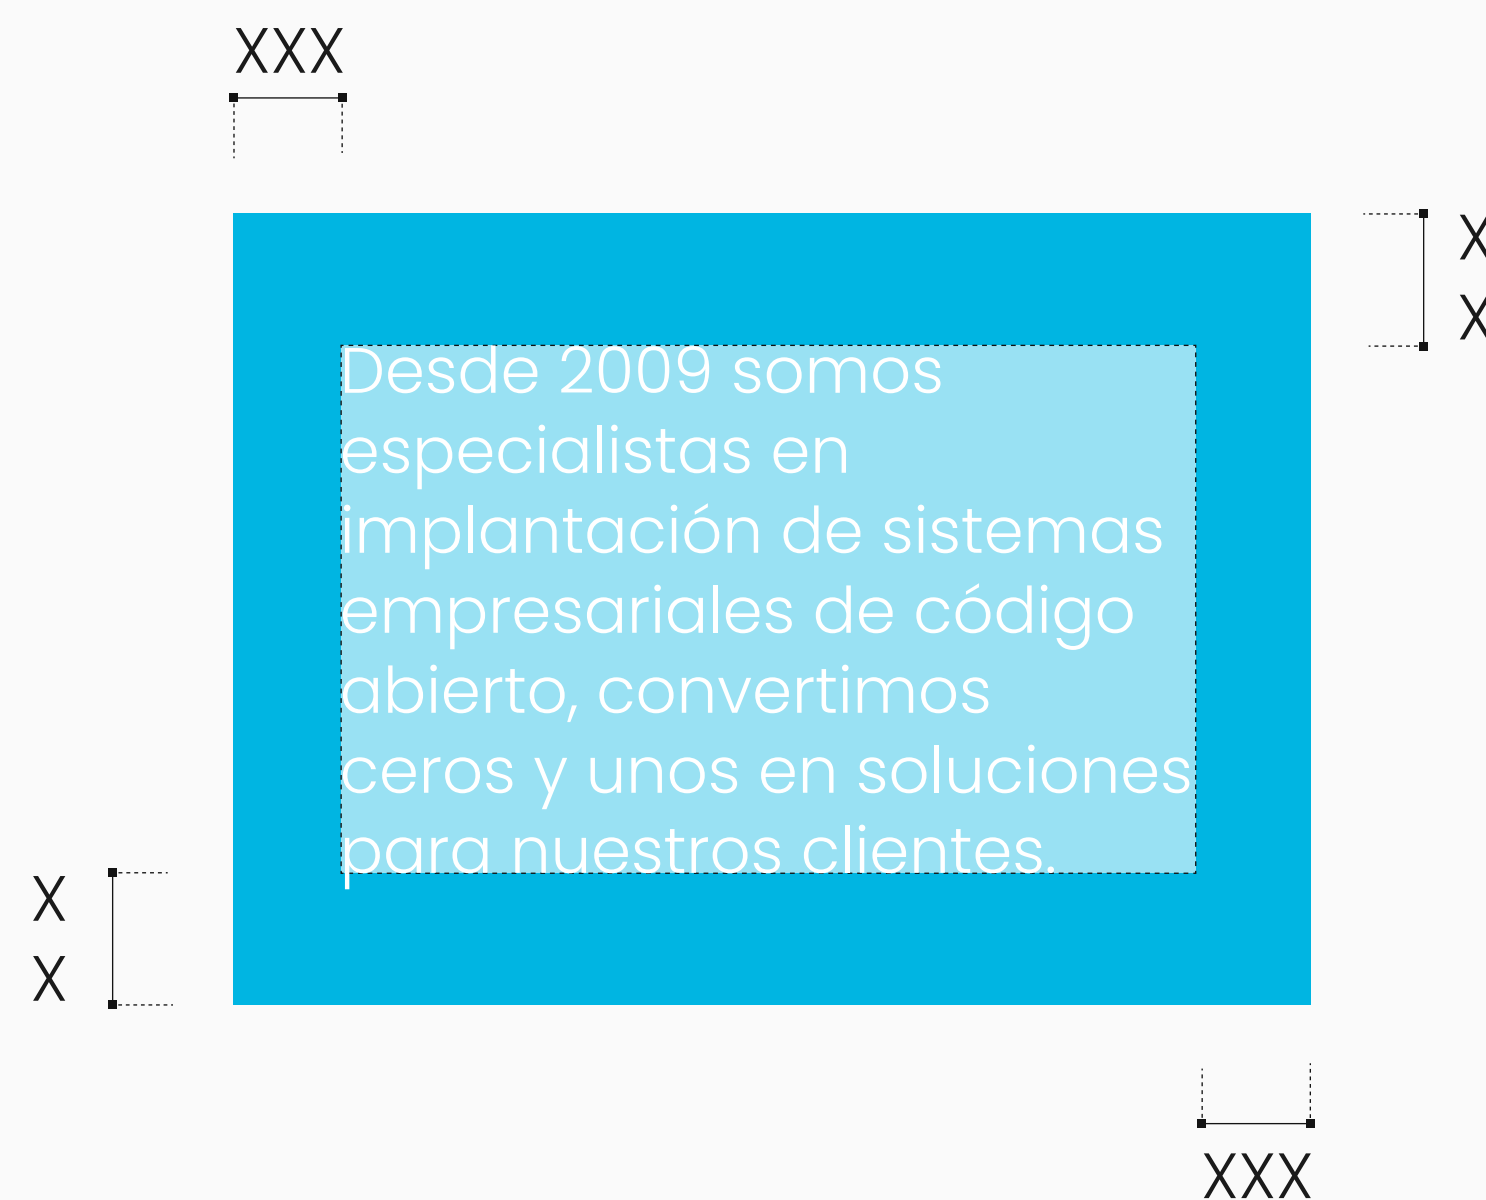 XXX
X
X
Desde 2009 somos
especialistas en
implantación de sistemas
empresariales de código
abierto, convertimos
ceros y unos en soluciones
para nuestros clientes.
X
X
XXX